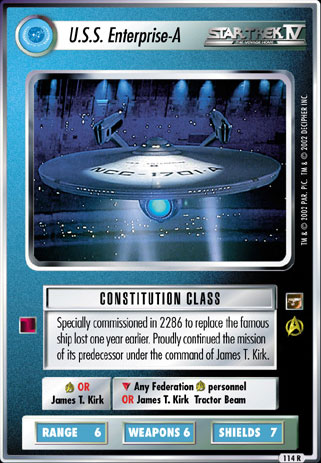 U.S.S. Enterprise-A
STAR TREK IV
THE VOYAGE HOME
NCC-1701-A
TM & © 2002 PAR. PIC. TM & © 2002 DECIPHER INC.
CONSTITUTION CLASS
Specially commissioned in 2286 to replace the famous
ship lost one year earlier. Proudly continued the mission
of its predecessor under the command of James T. Kirk.
OR
James T. Kirk
Any Federation personnel
OR James T. Kirk Tractor Beam
RANGE 6 WEAPONS 6 SHIELDS 7
114 R